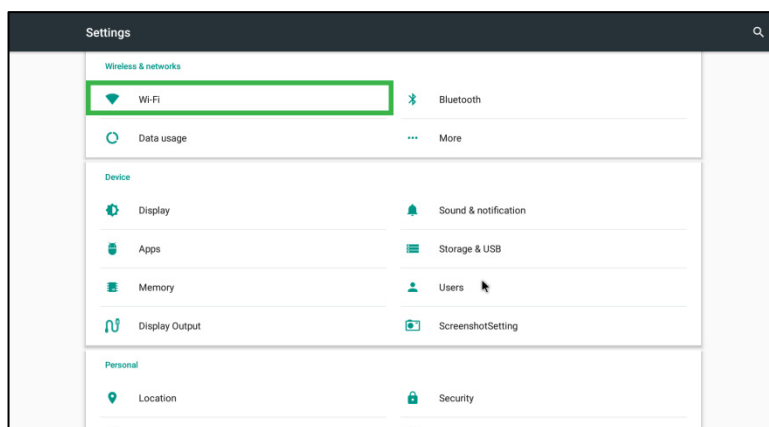 Settings
Wireless & networks
Wi-Fi
Bluetooth
Data usage
More
Device
Display
Sound & notification
Apps
Storage & USB
Memory
Users
Display Output
ScreenshotSetting
Personal
Location
Security